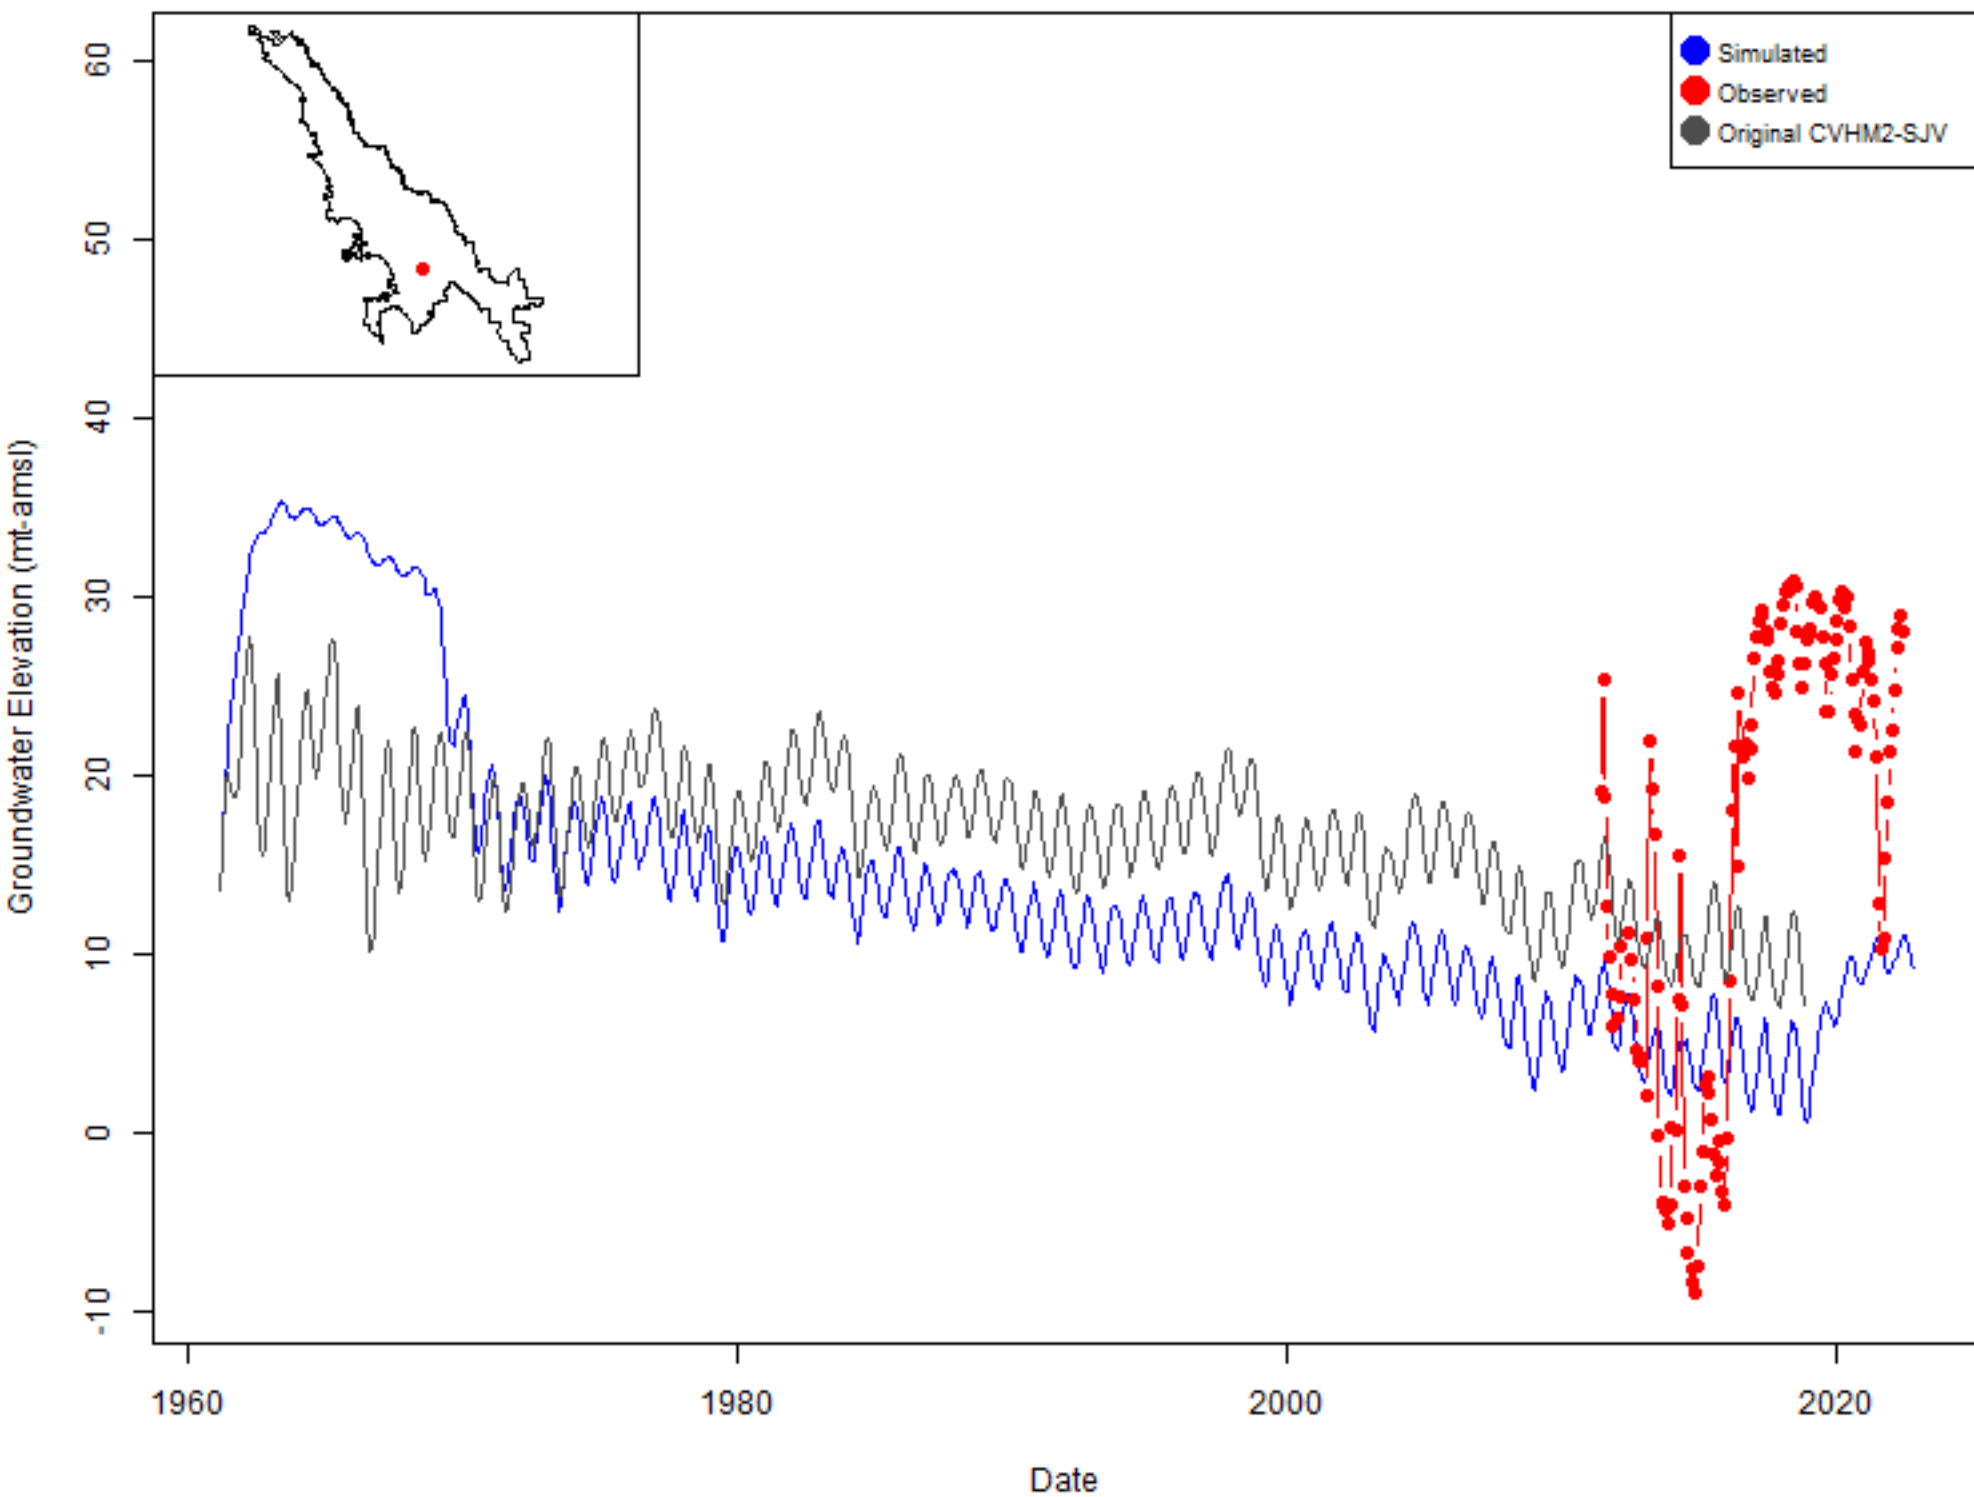 Simulated
Observed
Original CVHM2-SJV
Groundwater Elevation (mt-amsl)
60
50
40
30
20
10
0
-10
1960
1980
2000
2020
Date